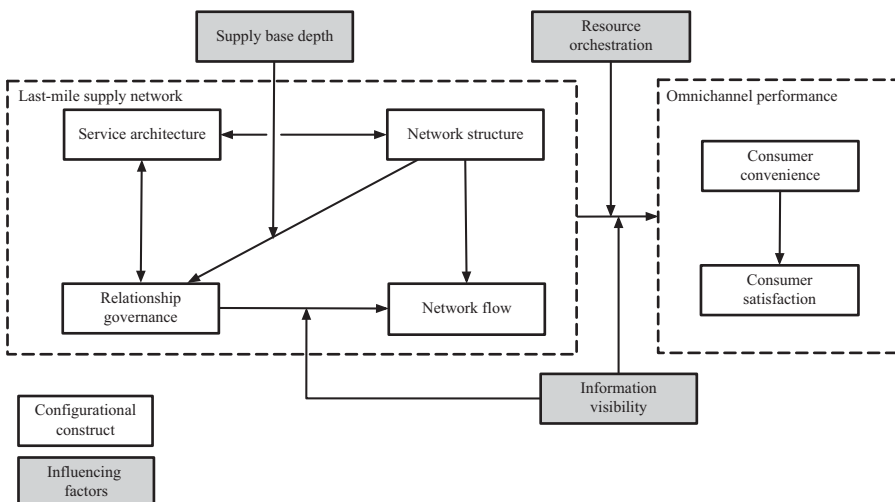 Supply base depth
Resource
orchestration
Last-mile supply network
Omnichannel performance
Service architecture
Network structure
Consumer
convenience
Relationship
governance
Network flow
Consumer
satisfaction
Information
visibility
Configurational
construct
Influencing
factors